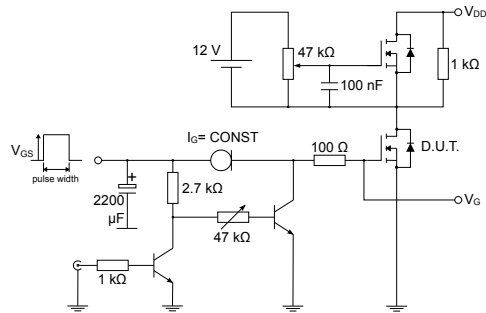 V_DD
12 V
47 kΩ
1 kΩ
100 nF
I_G= CONST
100 Ω
D.U.T.
V_GS
pulse width
+
2200
μF
2.7 kΩ
47 kΩ
V_G
1 kΩ